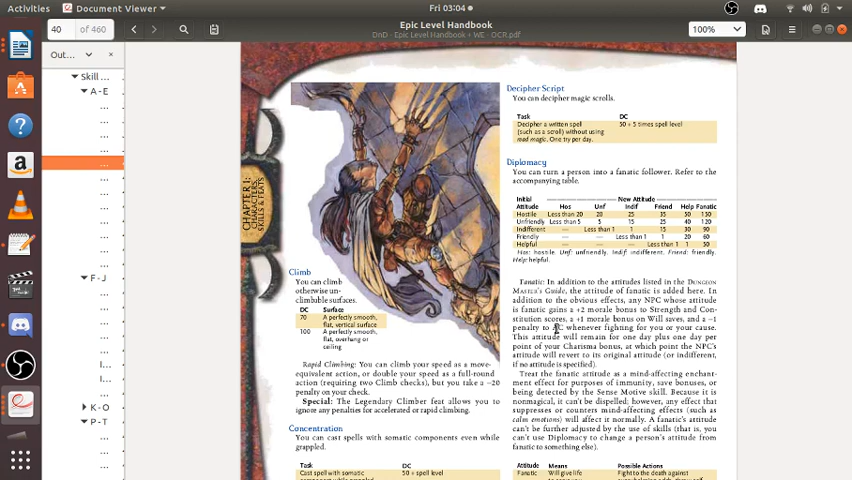 Activities
Document Viewer
Fri 03:04
Epic Level Handbook
DnD - Epic Level Handbook + WE - OCR.pdf
40
of 460
100%
Out...
Skill ...
A-E
...
...
...
...
...
...
...
...
...
F-J
...
...
...
...
I...
...
K-O
P-T
...
...
CHAPTER 1:
CHARACTERS,
SKILLS & FEATS
Climb
You can climb
otherwise un-
climbable surfaces.
DC Surface
70 A perfectly smooth,
flat, vertical surface
100 A perfectly smooth,
flat, overhang or
ceiling
Rapid Climbing: You can climb your speed as a move-
equivalent action, or double your speed as a full-round
action (requiring two Climb checks), but you take a −20
penalty on your check.
Special: The Legendary Climber feat allows you to
ignore any penalties for accelerated or rapid climbing.
Concentration
You can cast spells with somatic components even while
grappled.
Task DC
Cast spell with somatic 50 + spell level
component while grappled
Decipher Script
You can decipher magic scrolls.
Task DC
Decipher a written spell 50 + 5 times spell level
(such as a scroll) without using
read magic. One try per day.
Diplomacy
You can turn a person into a fanatic follower. Refer to the
accompanying table.
Initial New Attitude
Attitude Hos Unf Indif Friend Help Fanatic
Hostile Less than 20 20 25 35 50 150
Unfriendly Less than 5 5 15 25 40 120
Indifferent — Less than 1 1 15 30 90
Friendly — — Less than 1 1 20 60
Helpful — — — Less than 1 1 50
Hos: hostile. Unf: unfriendly. Indif: indifferent. Friend: friendly.
Help: helpful.
Fanatic: In addition to the attitudes listed in the DUNGEON
MASTER's Guide, the attitude of fanatic is added here. In
addition to the obvious effects, any NPC whose attitude
is fanatic gains a +2 morale bonus to Strength and Con-
stitution scores, a +1 morale bonus on Will saves, and a −1
penalty to AC whenever fighting for you or your cause.
This attitude will remain for one day plus one day per
point of your Charisma bonus, at which point the NPC's
attitude will revert to its original attitude (or indifferent,
if no attitude is specified).
Treat the fanatic attitude as a mind-affecting enchant-
ment effect for purposes of immunity, save bonuses, or
being detected by the Sense Motive skill. Because it is
nonmagical, it can't be dispelled; however, any effect that
suppresses or counters mind-affecting effects (such as
calm emotions) will affect it normally. A fanatic's attitude
can't be further adjusted by the use of skills (that is, you
can't use Diplomacy to change a person's attitude from
fanatic to something else).
Attitude Means Possible Actions
Fanatic Will give life Fight to the death against